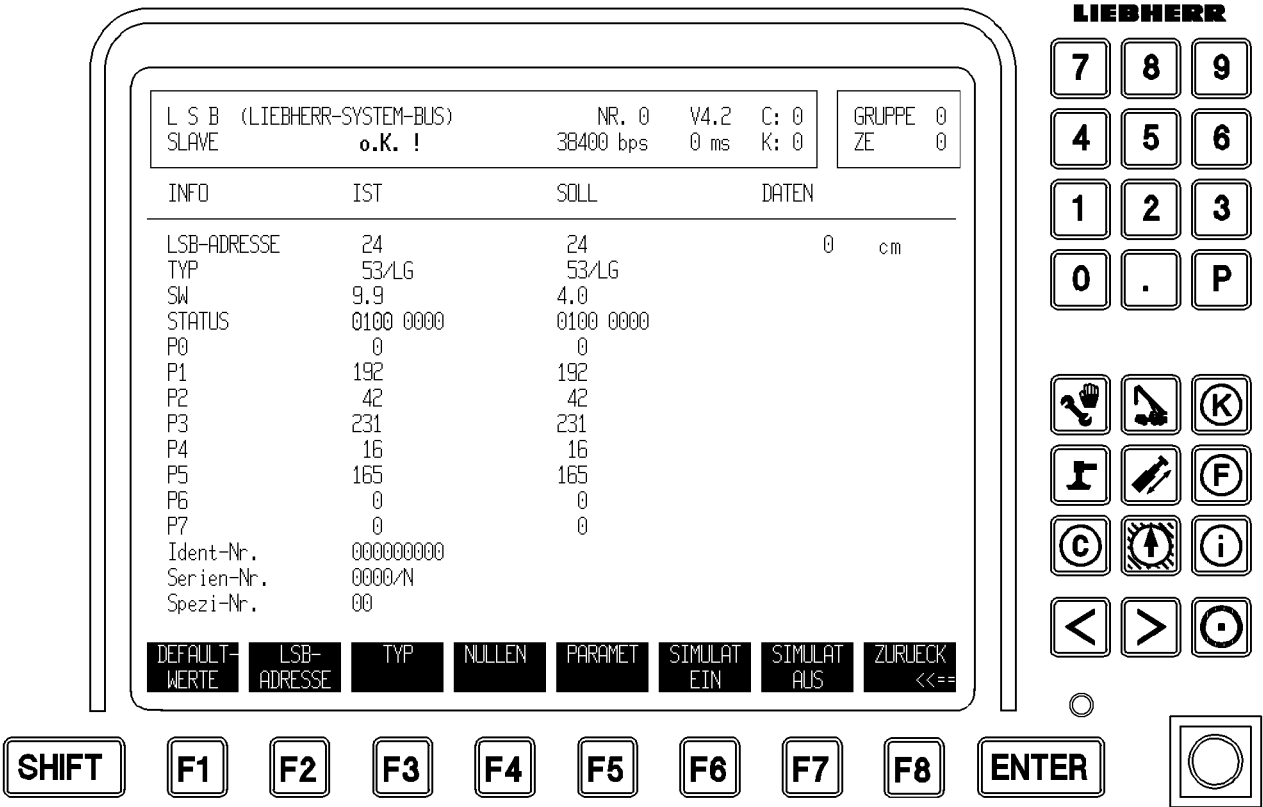 LIEBHERR
L S B (LIEBHERR-SYSTEM-BUS) NR. 0 V4.2 C: 0 GRUPPE 0
SLAVE o.K. ! 38400 bps 0 ms K: 0 ZE 0
INFO IST SOLL DATEN
LSB-ADRESSE 24 24 0 cm
TYP 53/LG 53/LG
SW 9.9 4.0
STATUS 0100 0000 0100 0000
P0 0 0
P1 192 192
P2 42 42
P3 231 231
P4 16 16
P5 165 165
P6 0 0
P7 0 0
Ident-Nr. 000000000
Serien-Nr. 0000/N
Spezi-Nr. 00
DEFAULT- LSB- TYP NULLEN PARAMET SIMULAT SIMULAT ZURUECK
WERTE ADRESSE EIN AUS <<==
7 8 9
4 5 6
1 2 3
0 . P
K
F
C i
< >
SHIFT F1 F2 F3 F4 F5 F6 F7 F8 ENTER